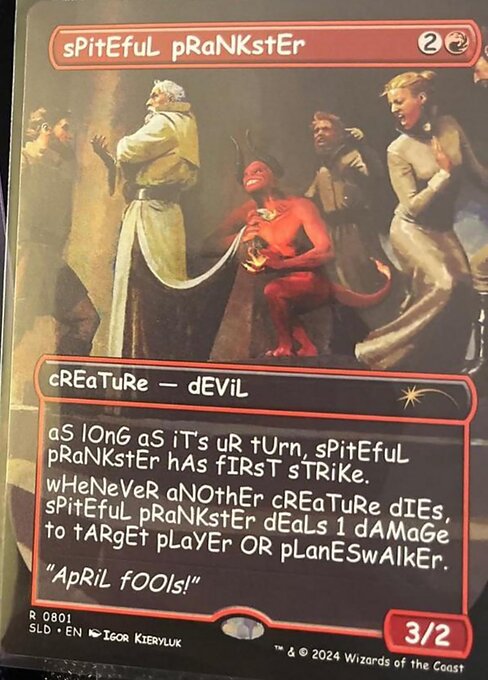 sPitEfuL pRaNKstEr 2
cREaTuRe — dEViL
aS lOnG aS iT's uR tUrn, sPitEfuL
pRaNKstEr hAs fIRsT sTRiKe.
wHeNeVeR aNOtHEr cREaTuRe dIEs,
sPitEfuL pRaNKstEr dEaLs 1 dAMaGe
to tARgEt pLaYEr OR pLanESwAlkEr.
"ApRiL fOOls!"
R 0801
SLD • EN Igor Kieryluk
3/2
™ & © 2024 Wizards of the Coast